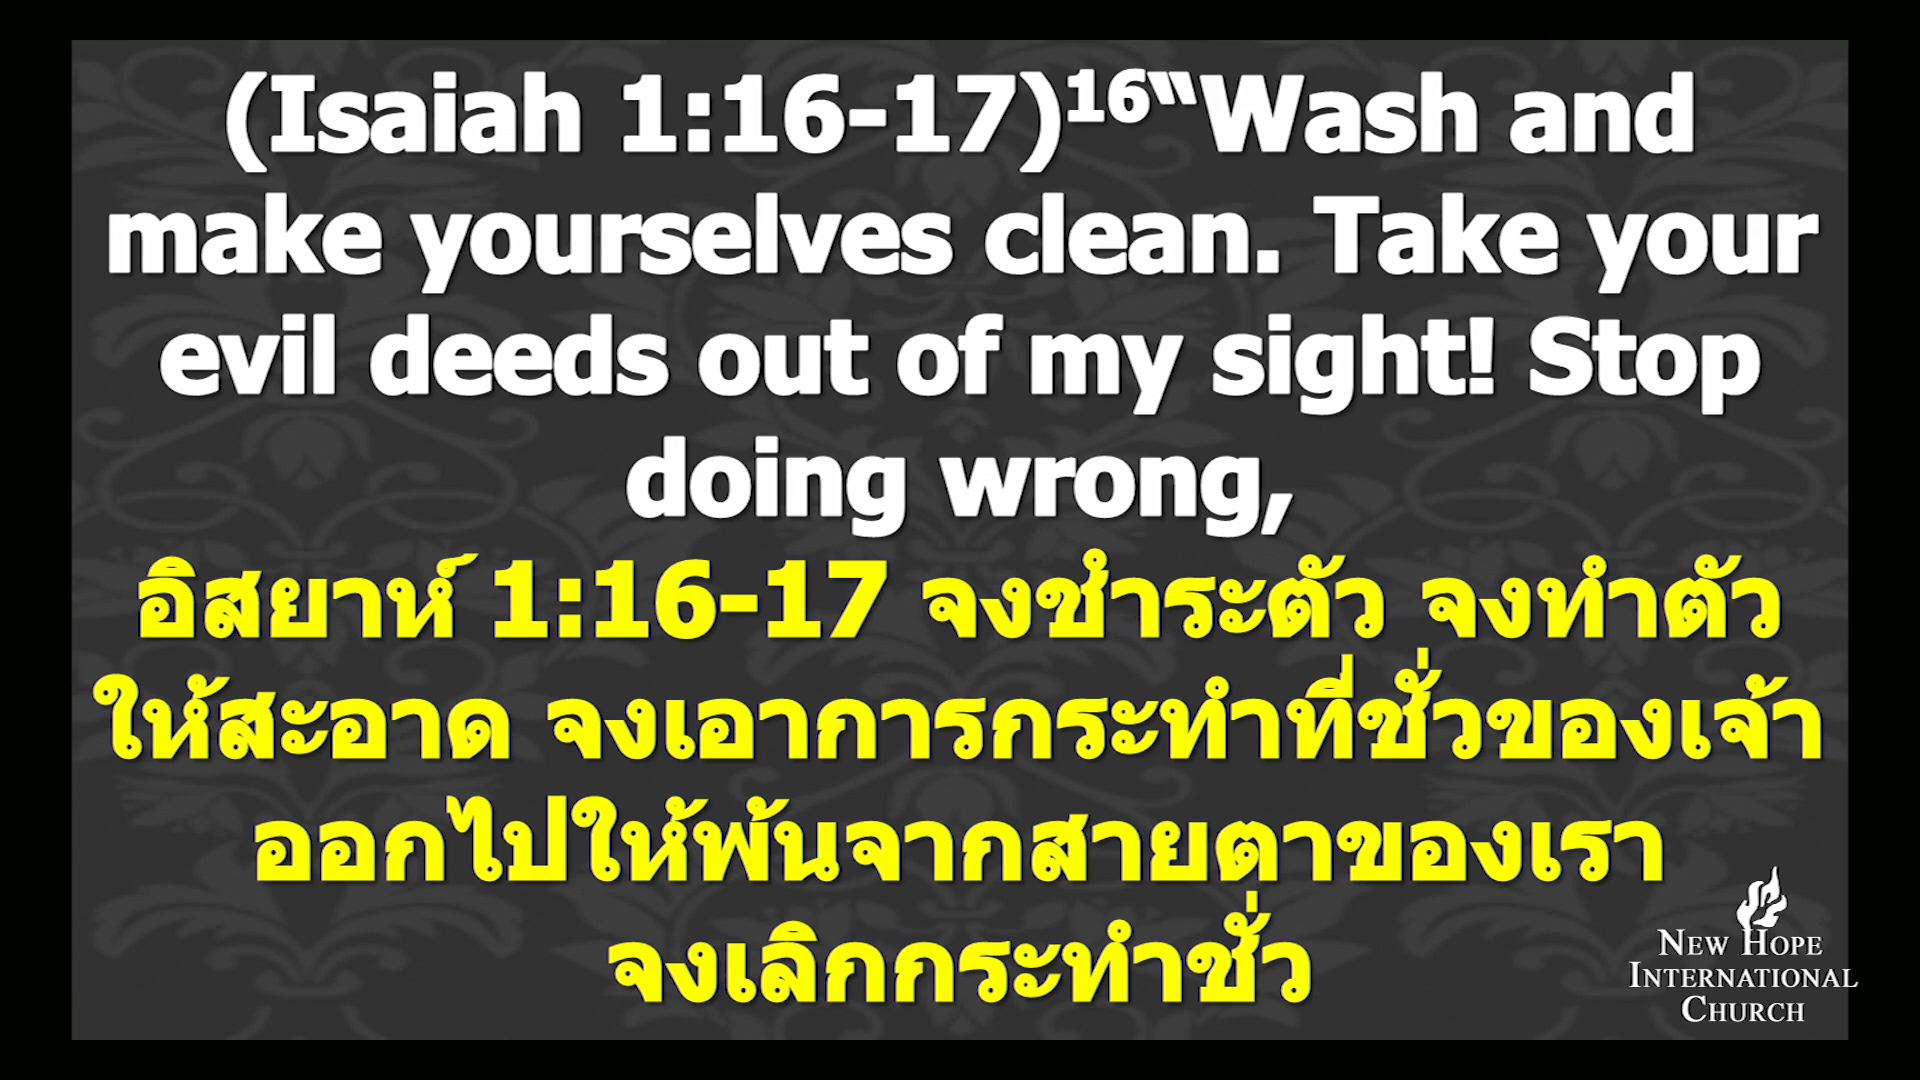 (Isaiah 1:16-17)¹⁶“Wash and
make yourselves clean. Take your
evil deeds out of my sight! Stop
doing wrong,
อิสยาห์ 1:16-17 จงชำระตัว จงทำตัว
ให้สะอาด จงเอาการกระทำที่ชั่วของเจ้า
ออกไปให้พ้นจากสายตาของเรา
จงเลิกกระทำชั่ว
NEW HOPE
INTERNATIONAL
CHURCH